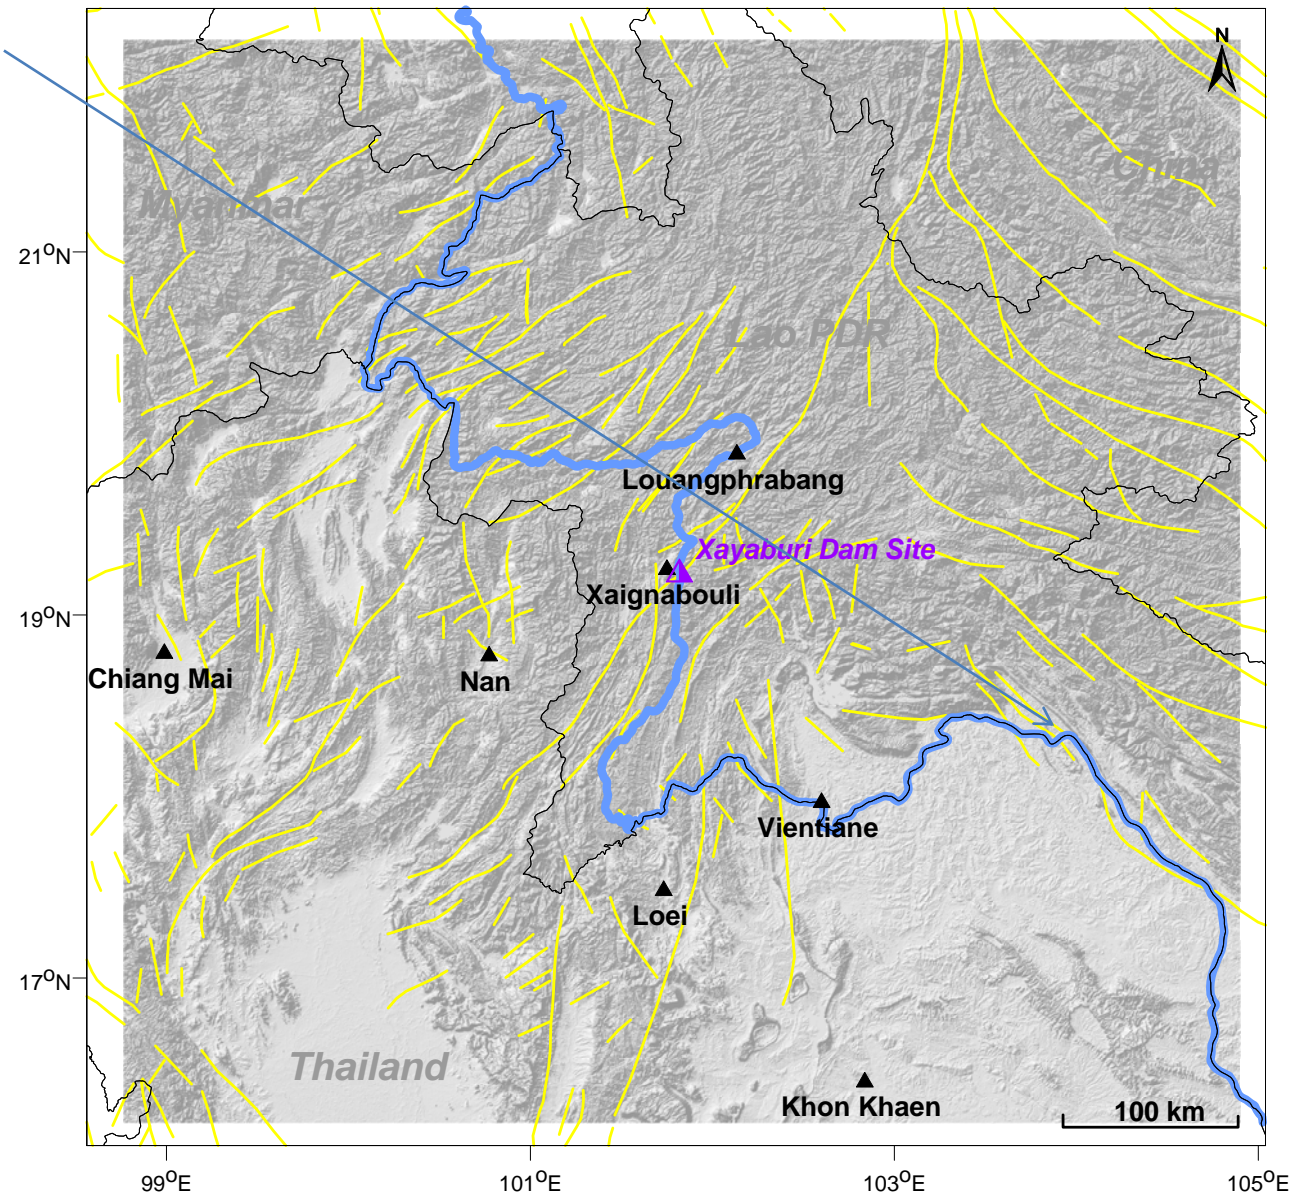 N
China
Myanmar
21°N
Lao PDR
Louangphrabang
Xayaburi Dam Site
Xaignabouli
19°N
Chiang Mai
Nan
Vientiane
Loei
17°N
Thailand
Khon Khaen
100 km
99°E
101°E
103°E
105°E